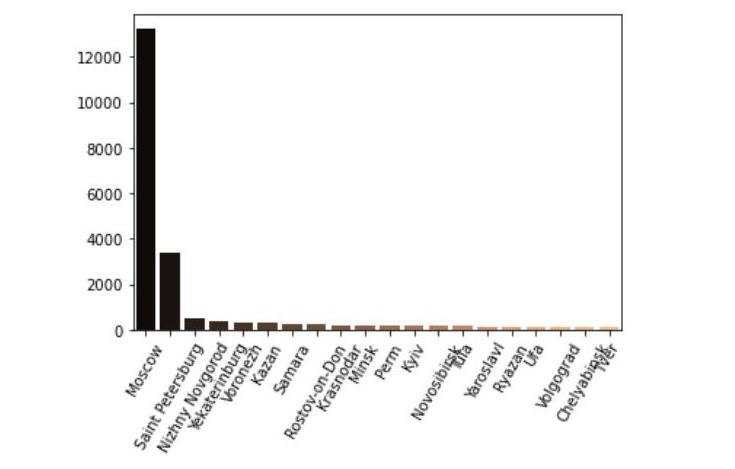 12000
10000
8000
6000
4000
2000
0
Moscow
Saint Petersburg
Nizhny Novgorod
Yekaterinburg
Voronezh
Kazan
Samara
Rostov-on-Don
Krasnodar
Minsk
Perm
Kyiv
Novosibirsk
Tula
Yaroslavl
Ryazan
Ufa
Volgograd
Chelyabinsk
Tver